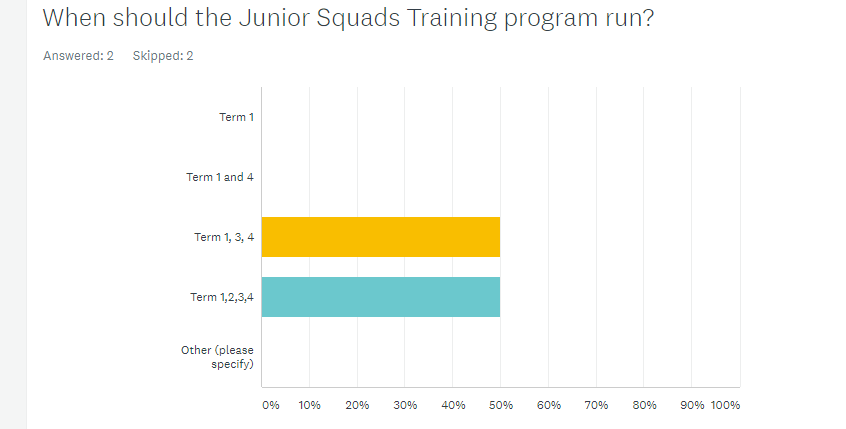 When should the Junior Squads Training program run?
Answered: 2 Skipped: 2
Term 1
Term 1 and 4
Term 1, 3, 4
Term 1,2,3,4
Other (please
specify)
0% 10% 20% 30% 40% 50% 60% 70% 80% 90% 100%